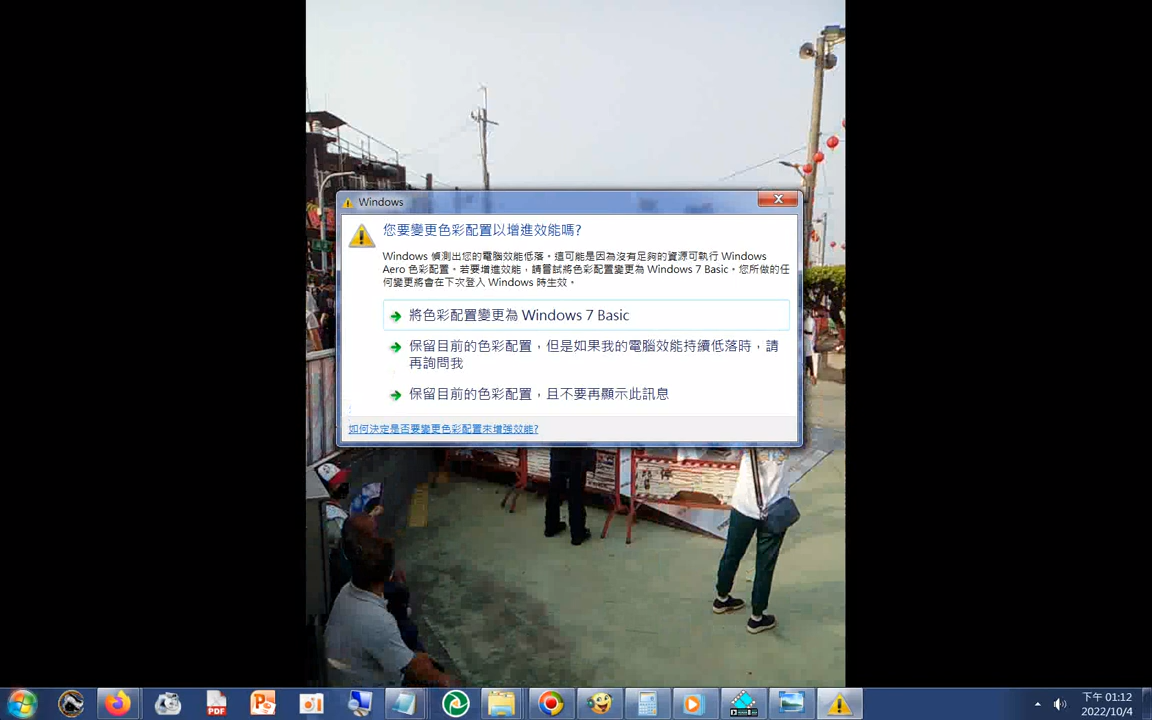 Windows
您要變更色彩配置以增進效能嗎?
Windows 偵測出您的電腦效能低落。這可能是因為沒有足夠的資源可執行 Windows
Aero 色彩配置。若要增進效能，請嘗試將色彩配置變更為 Windows 7 Basic。您所做的任
何變更將會在下次登入 Windows 時生效。
將色彩配置變更為 Windows 7 Basic
保留目前的色彩配置，但是如果我的電腦效能持續低落時，請
再詢問我
保留目前的色彩配置，且不要再顯示此訊息
如何決定是否要變更色彩配置來增強效能?
PDF
下午 01:12
2022/10/4